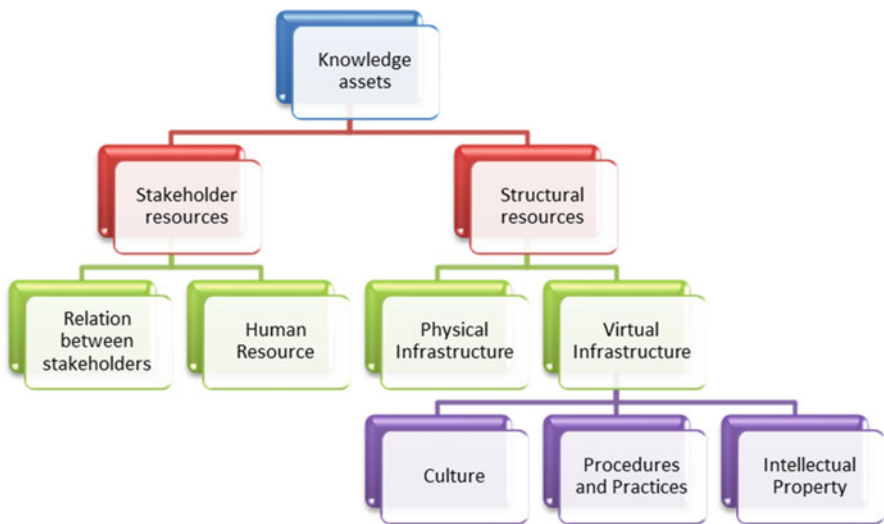 Knowledge
assets
Stakeholder
resources
Structural
resources
Relation
between
stakeholders
Human
Resource
Physical
Infrastructure
Virtual
Infrastructure
Culture
Procedures
and Practices
Intellectual
Property